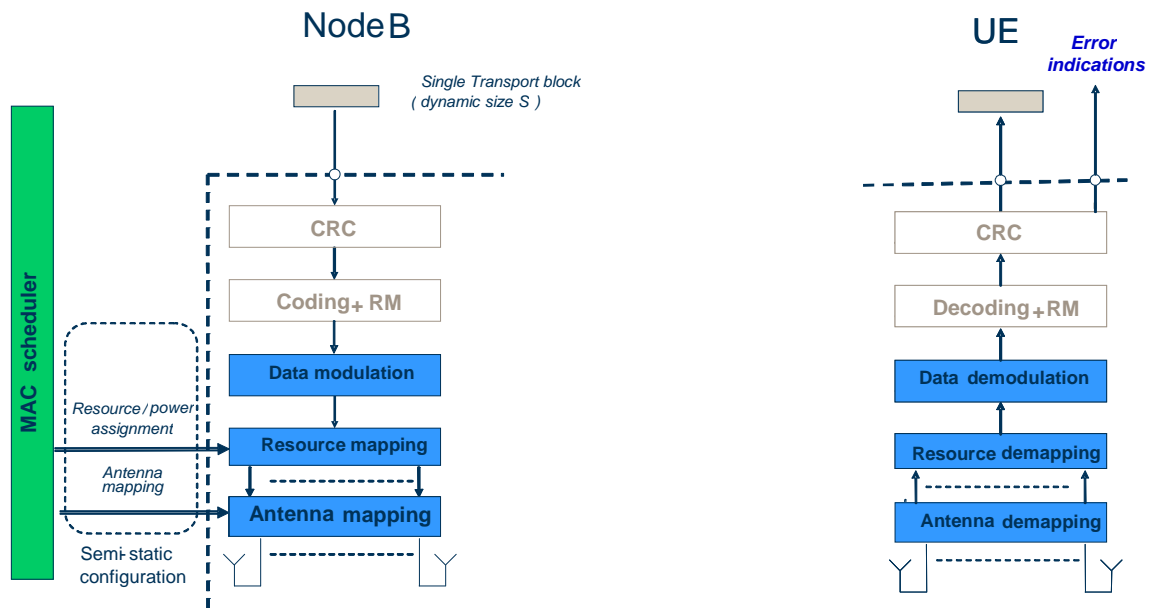 Node B
UE
Error
indications
Single Transport block
( dynamic size S )
MAC scheduler
CRC
Coding+ RM
Data modulation
Resource / power
assignment
Resource mapping
Antenna
mapping
Antenna mapping
Semi-static
configuration
CRC
Decoding+RM
Data demodulation
Resource demapping
Antenna demapping